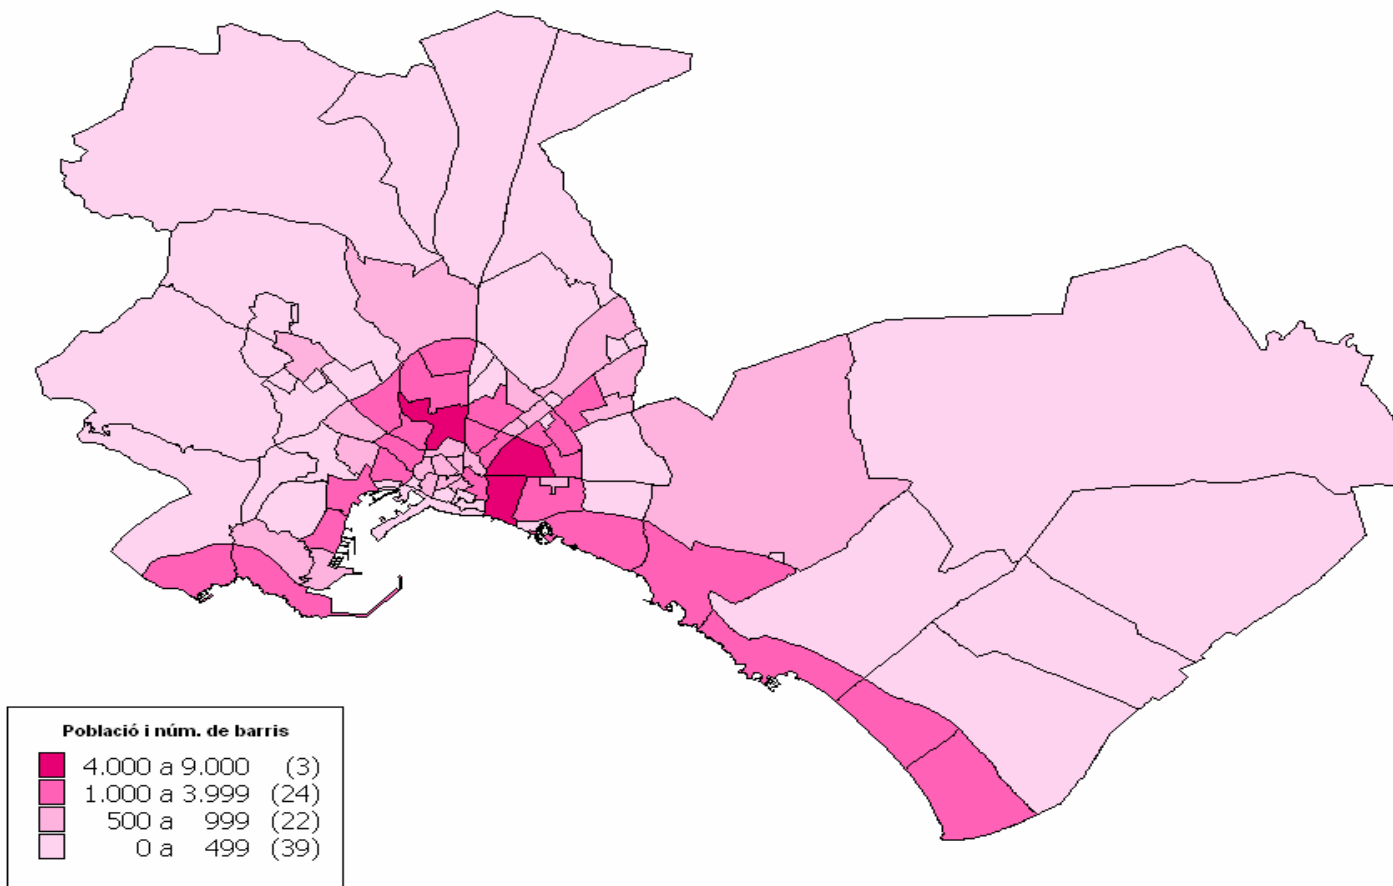 Població i núm. de barris
4.000 a 9.000 (3)
1.000 a 3.999 (24)
500 a 999 (22)
0 a 499 (39)